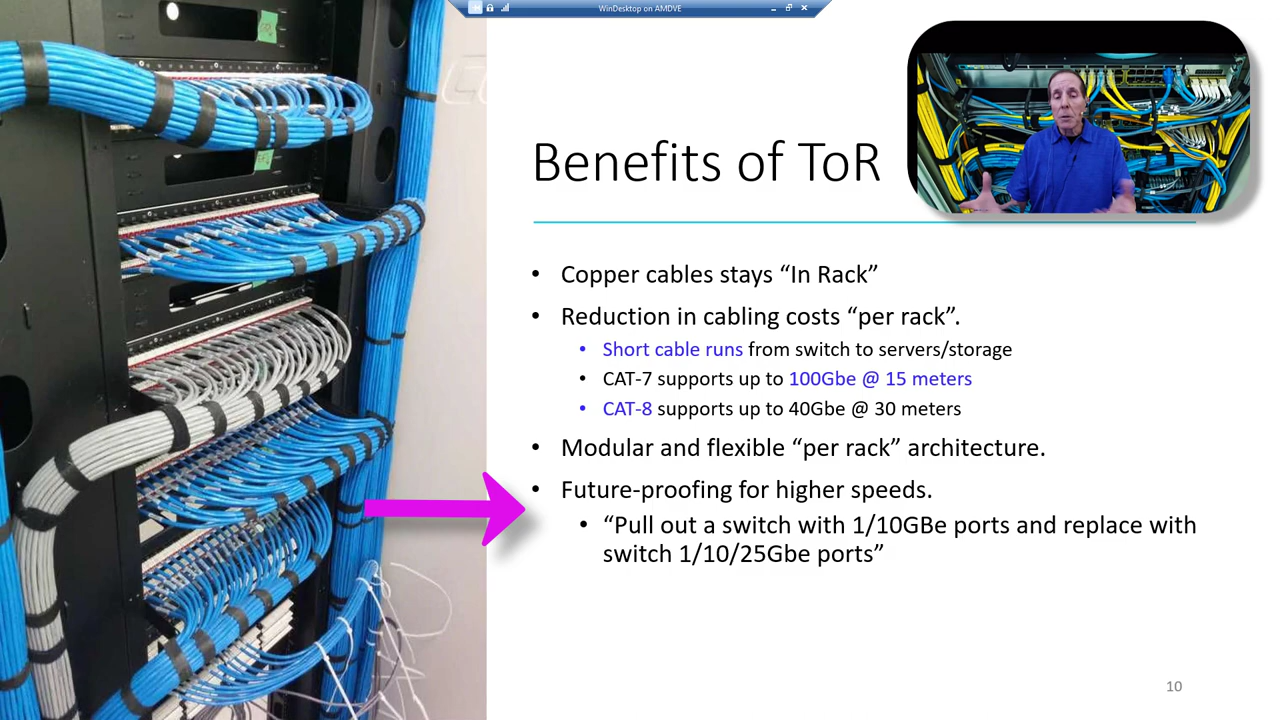 WinDesktop on AMDVE
Benefits of ToR
• Copper cables stays “In Rack”
• Reduction in cabling costs “per rack”.
• Short cable runs from switch to servers/storage
• CAT-7 supports up to 100Gbe @ 15 meters
• CAT-8 supports up to 40Gbe @ 30 meters
• Modular and flexible “per rack” architecture.
• Future-proofing for higher speeds.
• “Pull out a switch with 1/10GBe ports and replace with
switch 1/10/25Gbe ports”
10